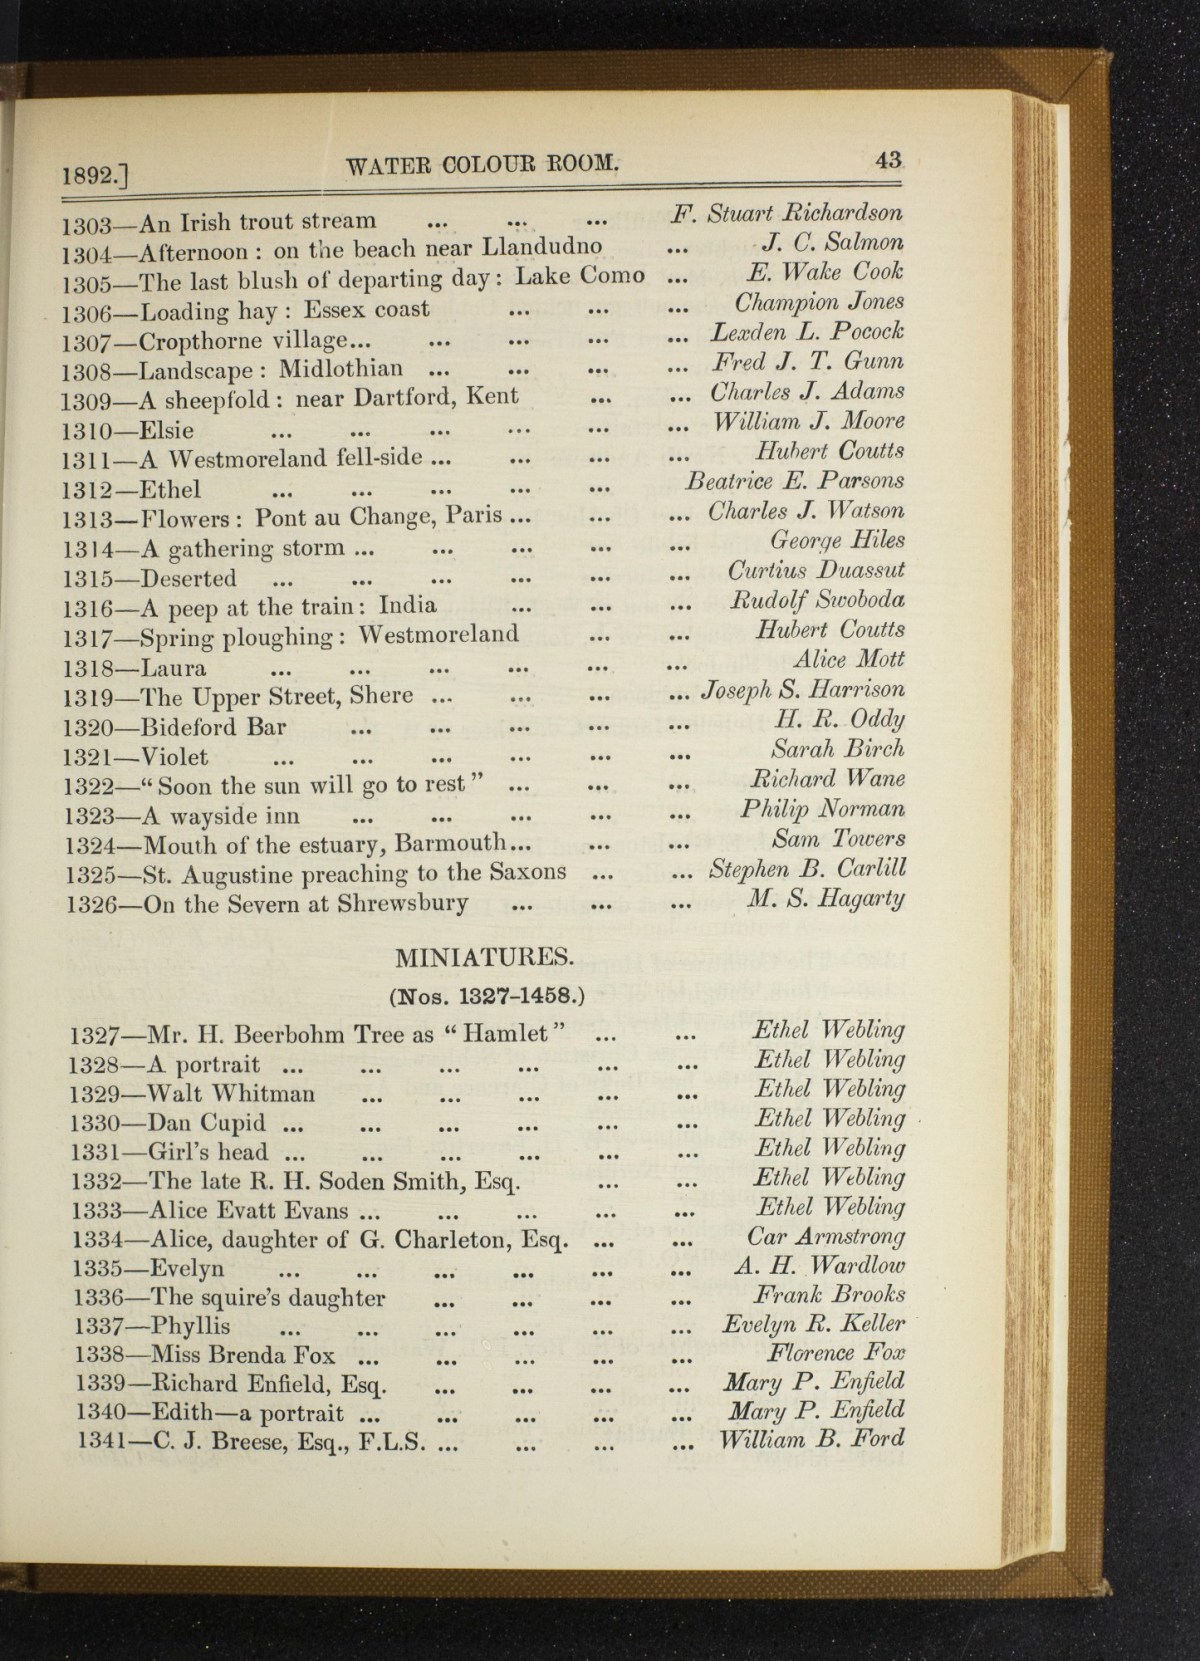 1892.] WATER COLOUR ROOM. 43
1303—An Irish trout stream ... ... ... F. Stuart Richardson
1304—Afternoon : on the beach near Llandudno ... J. C. Salmon
1305—The last blush of departing day : Lake Como ... E. Wake Cook
1306—Loading hay : Essex coast ... ... ... Champion Jones
1307—Cropthorne village... ... ... ... ... Lexden L. Pocock
1308—Landscape : Midlothian ... ... ... ... Fred J. T. Gunn
1309—A sheepfold : near Dartford, Kent ... ... Charles J. Adams
1310—Elsie ... ... ... ... ... ... William J. Moore
1311—A Westmoreland fell-side ... ... ... ... Hubert Coutts
1312—Ethel ... ... ... ... ... Beatrice E. Parsons
1313—Flowers : Pont au Change, Paris ... ... ... Charles J. Watson
1314—A gathering storm ... ... ... ... ... George Hiles
1315—Deserted ... ... ... ... ... ... Curtius Duassut
1316—A peep at the train : India ... ... ... Rudolf Swoboda
1317—Spring ploughing : Westmoreland ... ... Hubert Coutts
1318—Laura ... ... ... ... ... ... Alice Mott
1319—The Upper Street, Shere ... ... ... ... Joseph S. Harrison
1320—Bideford Bar ... ... ... ... ... H. R. Oddy
1321—Violet ... ... ... ... ... ... Sarah Birch
1322—“ Soon the sun will go to rest ” ... ... ... Richard Wane
1323—A wayside inn ... ... ... ... ... Philip Norman
1324—Mouth of the estuary, Barmouth... ... ... Sam Towers
1325—St. Augustine preaching to the Saxons ... ... Stephen B. Carlill
1326—On the Severn at Shrewsbury ... ... ... M. S. Hagarty
MINIATURES.
(Nos. 1327-1458.)
1327—Mr. H. Beerbohm Tree as “ Hamlet ” ... ... Ethel Webling
1328—A portrait ... ... ... ... ... ... Ethel Webling
1329—Walt Whitman ... ... ... ... ... Ethel Webling
1330—Dan Cupid ... ... ... ... ... ... Ethel Webling
1331—Girl's head ... ... ... ... ... ... Ethel Webling
1332—The late R. H. Soden Smith, Esq. ... ... Ethel Webling
1333—Alice Evatt Evans ... ... ... ... ... Ethel Webling
1334—Alice, daughter of G. Charleton, Esq. ... ... Car Armstrong
1335—Evelyn ... ... ... ... ... ... A. H. Wardlow
1336—The squire's daughter ... ... ... ... Frank Brooks
1337—Phyllis ... ... ... ... ... ... Evelyn R. Keller
1338—Miss Brenda Fox ... ... ... ... ... Florence Fox
1339—Richard Enfield, Esq. ... ... ... ... Mary P. Enfield
1340—Edith—a portrait ... ... ... ... ... Mary P. Enfield
1341—C. J. Breese, Esq., F.L.S. ... ... ... ... William B. Ford